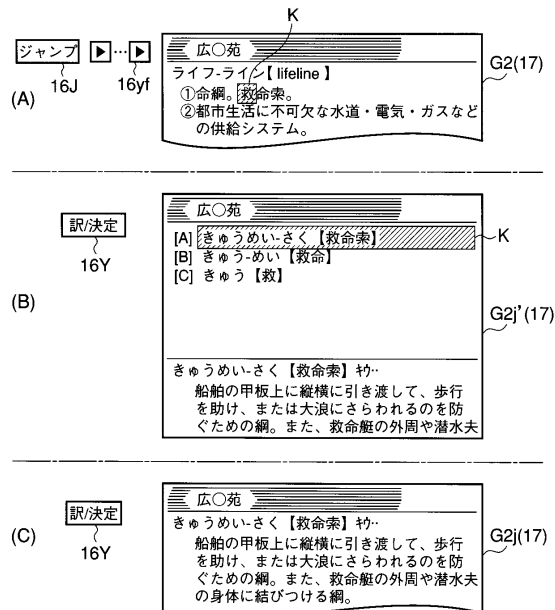 K
ジャンプ ▶…▶
16J 16yf
(A)
広〇苑
ライフ-ライン【lifeline】
①命綱。救命索。
②都市生活に不可欠な水道・電気・ガスなど
の供給システム。
G2(17)
訳/決定
16Y
(B)
広〇苑
[A] きゅうめい-さく【救命索】
[B] きゅう-めい【救命】
[C] きゅう【救】
K
G2j'(17)
きゅうめい-さく【救命索】キウ‥
船舶の甲板上に縦横に引き渡して、歩行
を助け、または大浪にさらわれるのを防
ぐための綱。また、救命艇の外周や潜水夫
訳/決定
16Y
(C)
広〇苑
きゅうめい-さく【救命索】キウ‥
船舶の甲板上に縦横に引き渡して、歩行
を助け、または大浪にさらわれるのを防
ぐための綱。また、救命艇の外周や潜水夫
の身体に結びつける綱。
G2j(17)